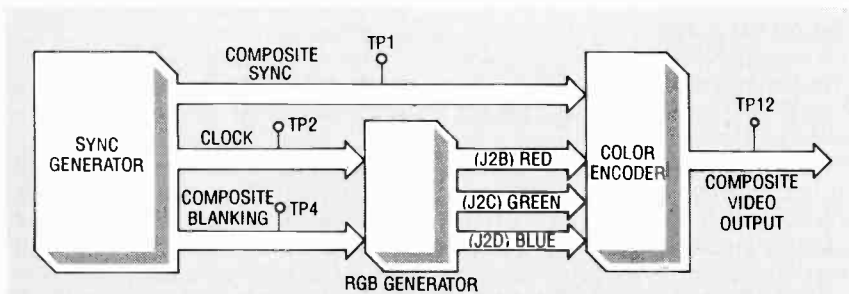 COMPOSITE
SYNC
TP1
SYNC
GENERATOR
CLOCK
TP2
COMPOSITE
BLANKING
TP4
RGB GENERATOR
(J2B) RED
(J2C) GREEN
(J2D) BLUE
COLOR
ENCODER
TP12
COMPOSITE
VIDEO
OUTPUT